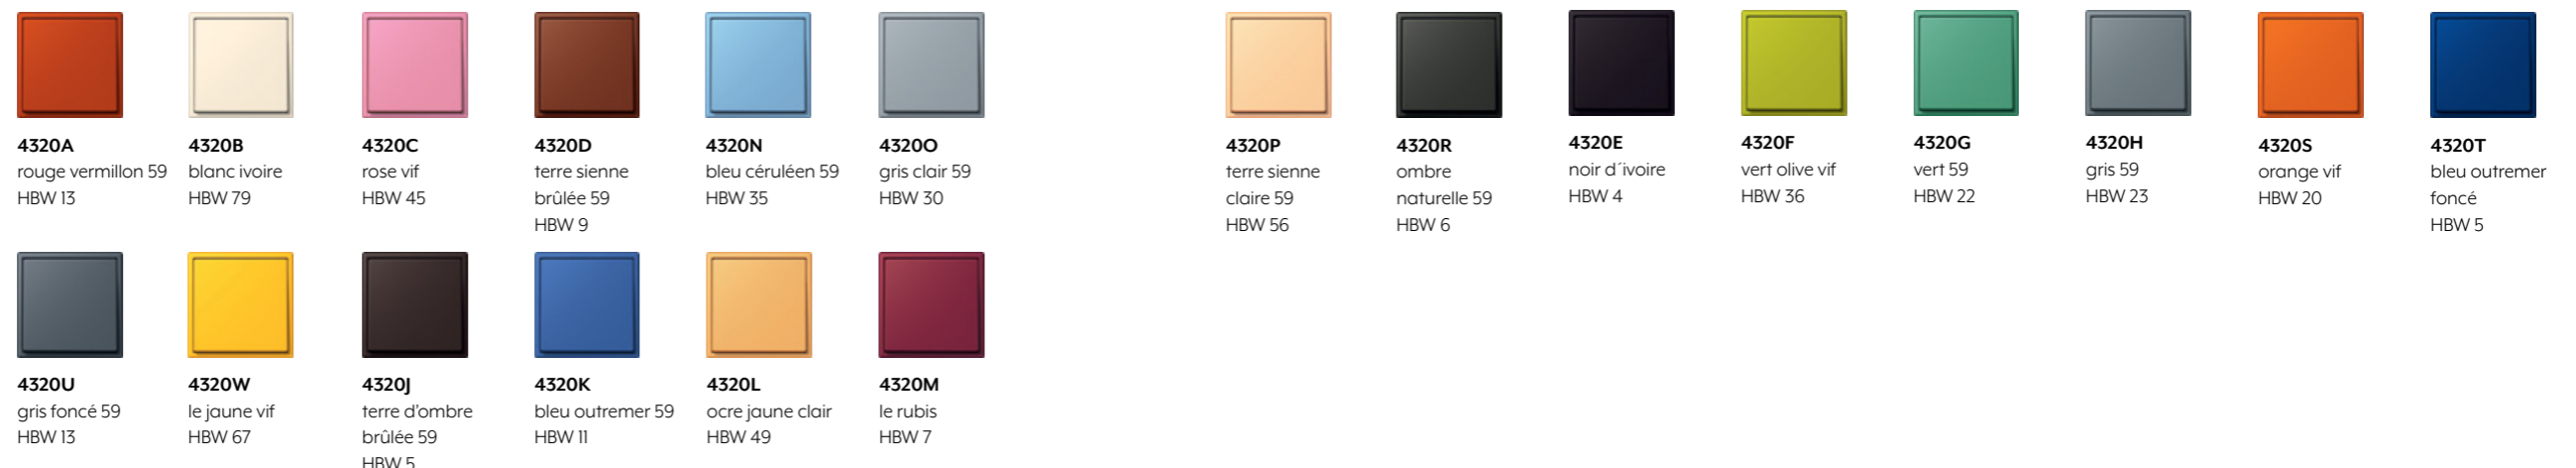 4320A
rouge vermillon 59
HBW 13
4320B
blanc ivoire
HBW 79
4320C
rose vif
HBW 45
4320D
terre sienne
brûlée 59
HBW 9
4320N
bleu céruléen 59
HBW 35
4320O
gris clair 59
HBW 30
4320P
terre sienne
claire 59
HBW 56
4320R
ombre
naturelle 59
HBW 6
4320E
noir d´ivoire
HBW 4
4320F
vert olive vif
HBW 36
4320G
vert 59
HBW 22
4320H
gris 59
HBW 23
4320S
orange vif
HBW 20
4320T
bleu outremer
foncé
HBW 5
4320U
gris foncé 59
HBW 13
4320W
le jaune vif
HBW 67
4320J
terre d’ombre
brûlée 59
HBW 5
4320K
bleu outremer 59
HBW 11
4320L
ocre jaune clair
HBW 49
4320M
le rubis
HBW 7